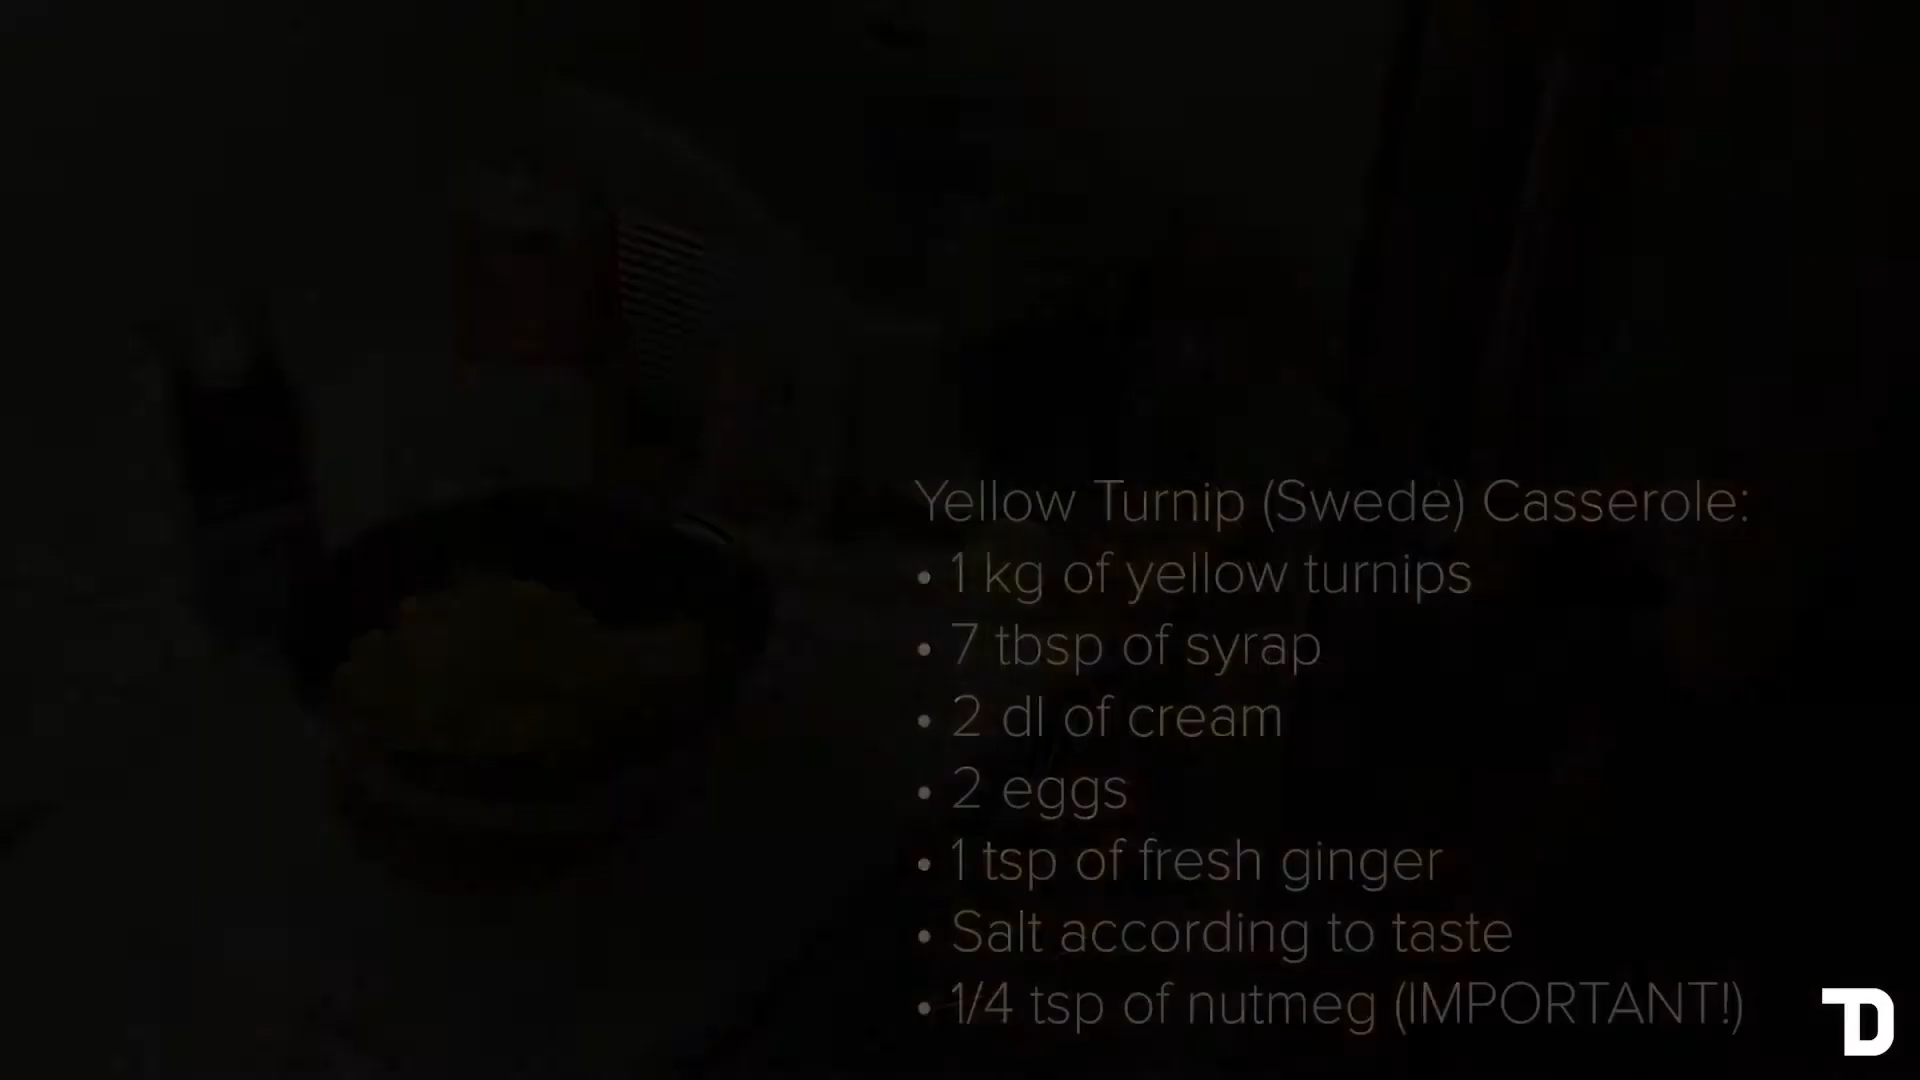 Yellow Turnip (Swede) Casserole:
• 1 kg of yellow turnips
• 7 tbsp of syrap
• 2 dl of cream
• 2 eggs
• 1 tsp of fresh ginger
• Salt according to taste
• 1/4 tsp of nutmeg (IMPORTANT!)
TD